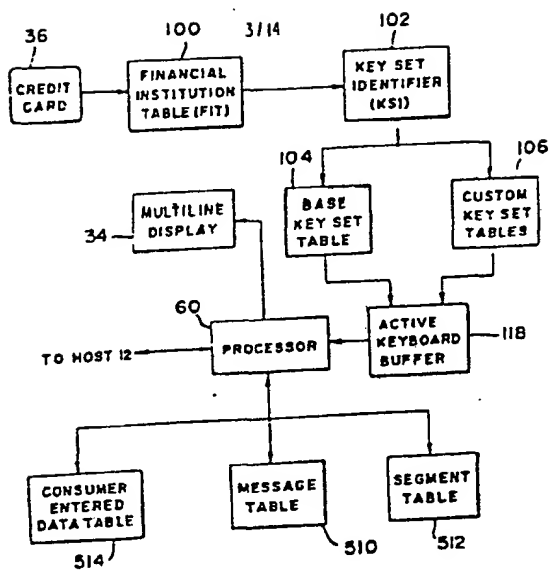 36
100
3/14
102
CREDIT
CARD
FINANCIAL
INSTITUTION
TABLE (FIT)
KEY SET
IDENTIFIER
(KSI)
104
106
BASE
KEY SET
TABLE
CUSTOM
KEY SET
TABLES
MULTILINE
DISPLAY
34
60
PROCESSOR
ACTIVE
KEYBOARD
BUFFER
118
TO HOST 12
CONSUMER
ENTERED
DATA TABLE
MESSAGE
TABLE
SEGMENT
TABLE
514
510
512